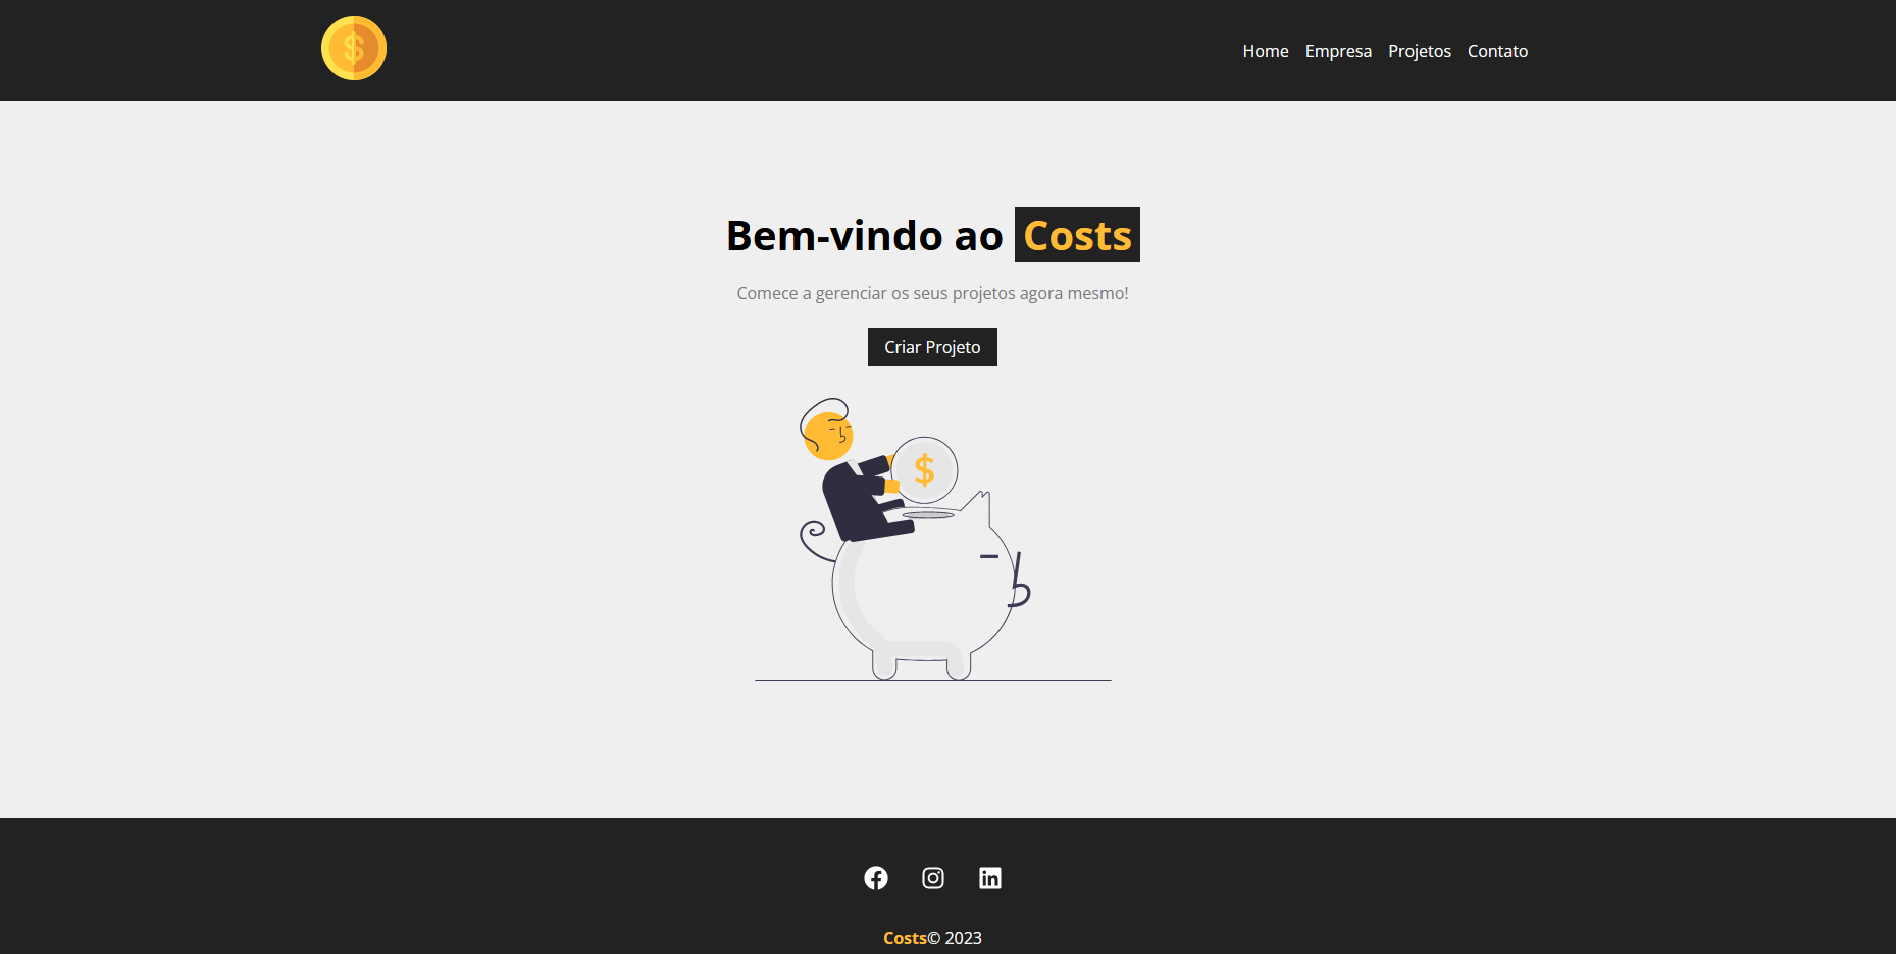 $
Home Empresa Projetos Contato
Bem-vindo ao Costs
Comece a gerenciar os seus projetos agora mesmo!
Criar Projeto
$
Costs© 2023